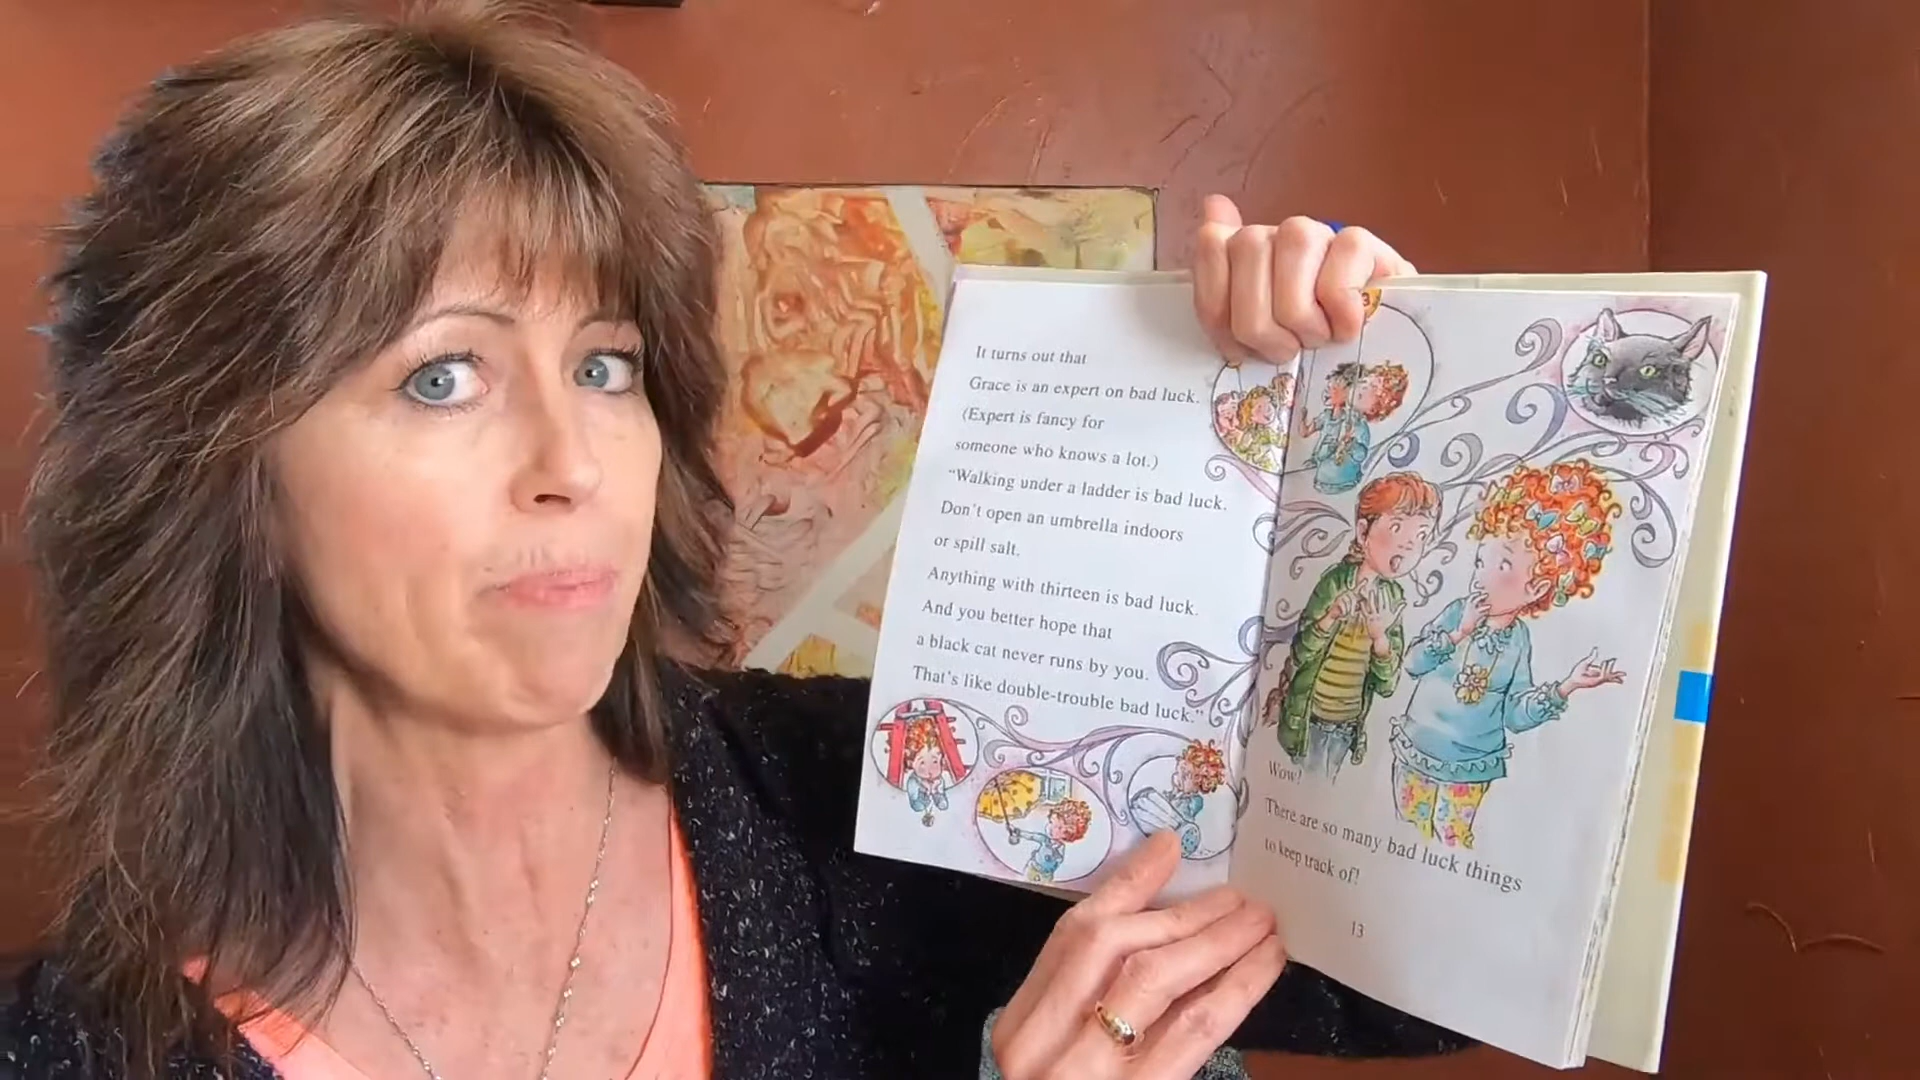 It turns out that
Grace is an expert on bad luck.
(Expert is fancy for
someone who knows a lot.)
"Walking under a ladder is bad luck.
Don't open an umbrella indoors
or spill salt.
Anything with thirteen is bad luck.
And you better hope that
a black cat never runs by you.
That's like double-trouble bad luck."
Wow!
There are so many bad luck things
to keep track of!
13